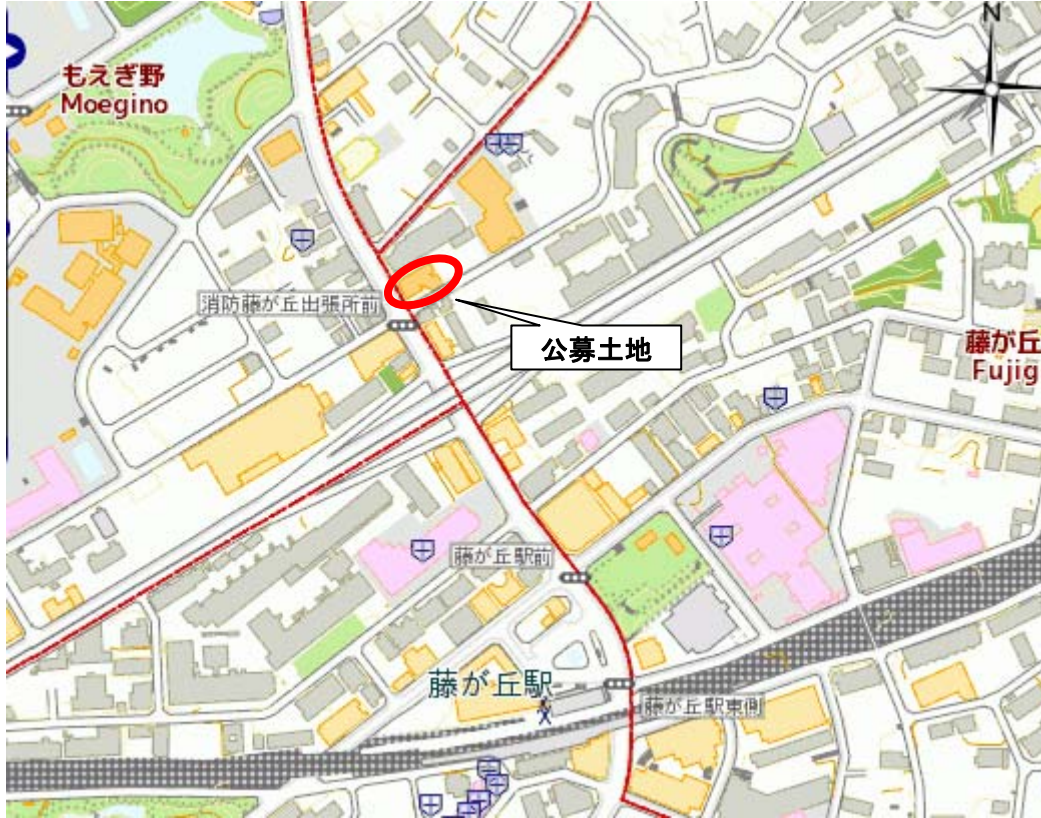 N
もえぎ野
Moegino
消防藤が丘出張所前
公募土地
藤が丘
Fujig
藤が丘駅前
藤が丘駅
藤が丘駅東側